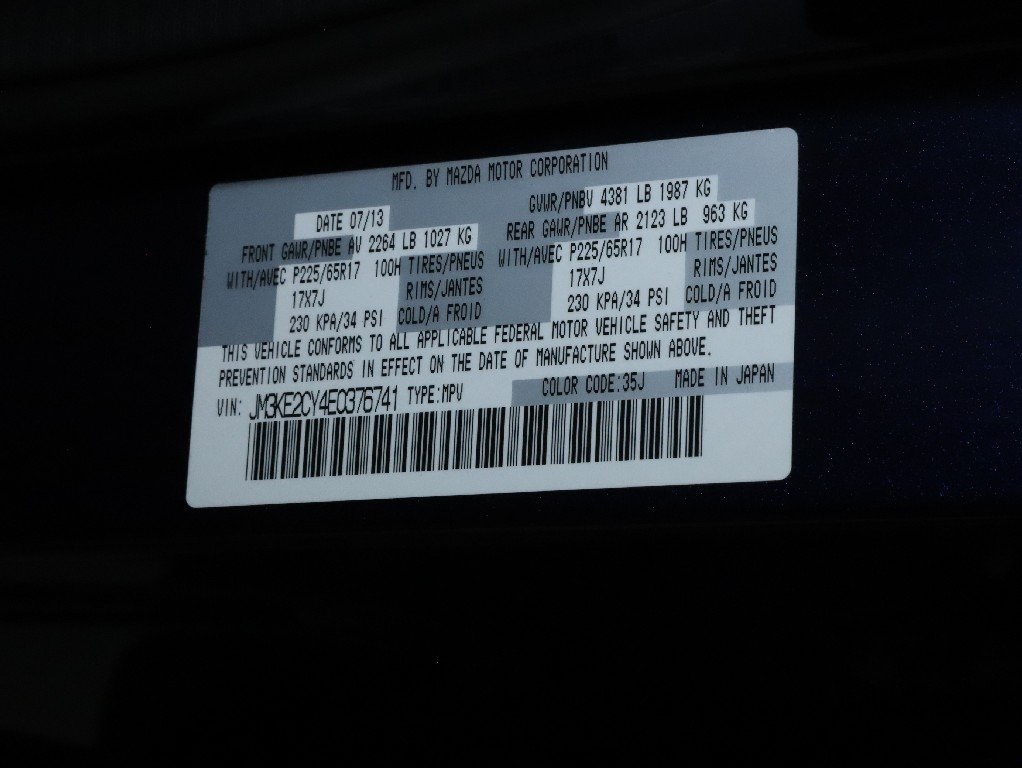 MFD. BY MAZDA MOTOR CORPORATION
DATE 07/13 GVWR/PNBV 4381 LB 1987 KG
FRONT GAWR/PNBE AV 2264 LB 1027 KG REAR GAWR/PNBE AR 2123 LB 963 KG
WITH/AVEC P225/65R17 100H TIRES/PNEUS WITH/AVEC P225/65R17 100H TIRES/PNEUS
17X7J RIMS/JANTES 17X7J RIMS/JANTES
230 KPA/34 PSI COLD/A FROID 230 KPA/34 PSI COLD/A FROID
THIS VEHICLE CONFORMS TO ALL APPLICABLE FEDERAL MOTOR VEHICLE SAFETY AND THEFT
PREVENTION STANDARDS IN EFFECT ON THE DATE OF MANUFACTURE SHOWN ABOVE.
VIN: JM3KE2CY4E0376741 TYPE:MPV COLOR CODE:35J MADE IN JAPAN